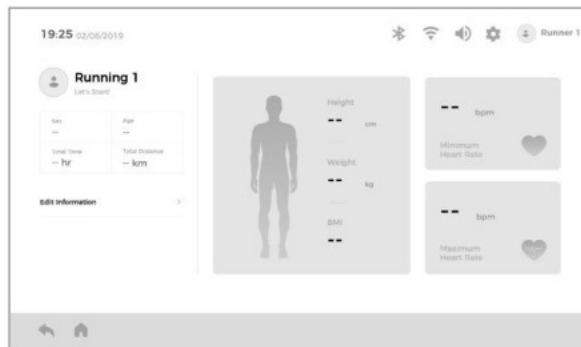 19:25 02/08/2019
Runner 1
Running 1
Let's Start!
Sex
--
Age
--
Total Time
-- hr
Total Distance
-- km
Edit Information
Height
-- cm
Weight
-- kg
BMI
--
-- bpm
Minimum
Heart Rate
-- bpm
Maximum
Heart Rate